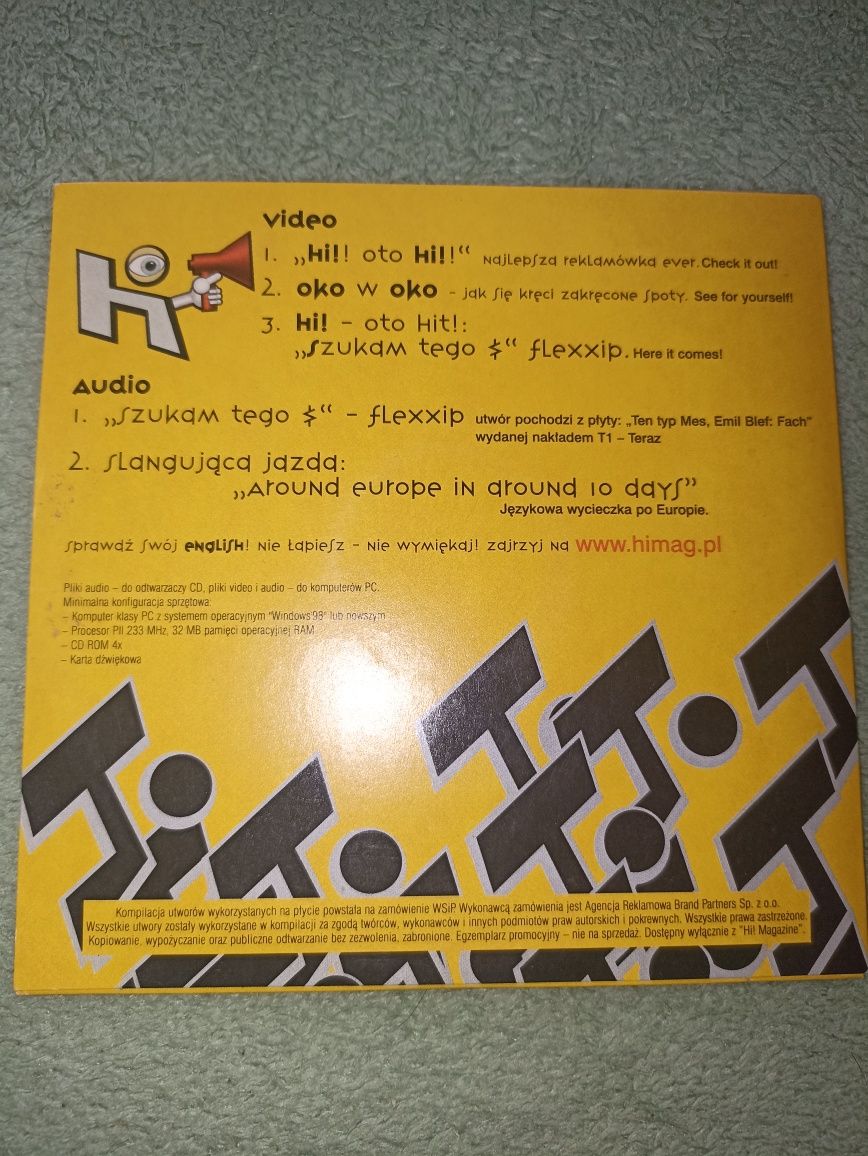 video
1. „Hi!! oto Hi!!“ Najlepsza reklamówka ever. Check it out!
2. oko w oko - jak się kręci zakręcone spoty. See for yourself!
3. Hi! – oto Hit!:
„szukam tego $“ flexxip. Here it comes!
Audio
1. „szukam tego $“ – flexxip utwór pochodzi z płyty: „Ten typ Mes, Emil Blef: Fach”
wydanej nakładem T1 – Teraz
2. slangująca jazda:
„Around europe in around 10 days”
Językowa wycieczka po Europie.
sprawdź swój english! Nie łapiesz - Nie wymiękaj! zajrzyj na www.himag.pl
Pliki audio – do odtwarzaczy CD, pliki video i audio – do komputerów PC.
Minimalna konfiguracja sprzętowa:
– Komputer klasy PC z systemem operacyjnym "Windows'98" lub nowszym
– Procesor PII 233 MHz, 32 MB pamięci operacyjnej RAM
– CD ROM 4x
– Karta dźwiękowa
Kompilacja utworów wykorzystanych na płycie powstała na zamówienie WSiP Wykonawcą zamówienia jest Agencja Reklamowa Brand Partners Sp. z o.o.
Wszystkie utwory zostały wykorzystane w kompilacji za zgodą twórców, wykonawców i innych podmiotów praw autorskich i pokrewnych. Wszystkie prawa zastrzeżone.
Kopiowanie, wypożyczanie oraz publiczne odtwarzanie bez zezwolenia, zabronione. Egzemplarz promocyjny – nie na sprzedaż. Dostępny wyłącznie z "Hi! Magazine".